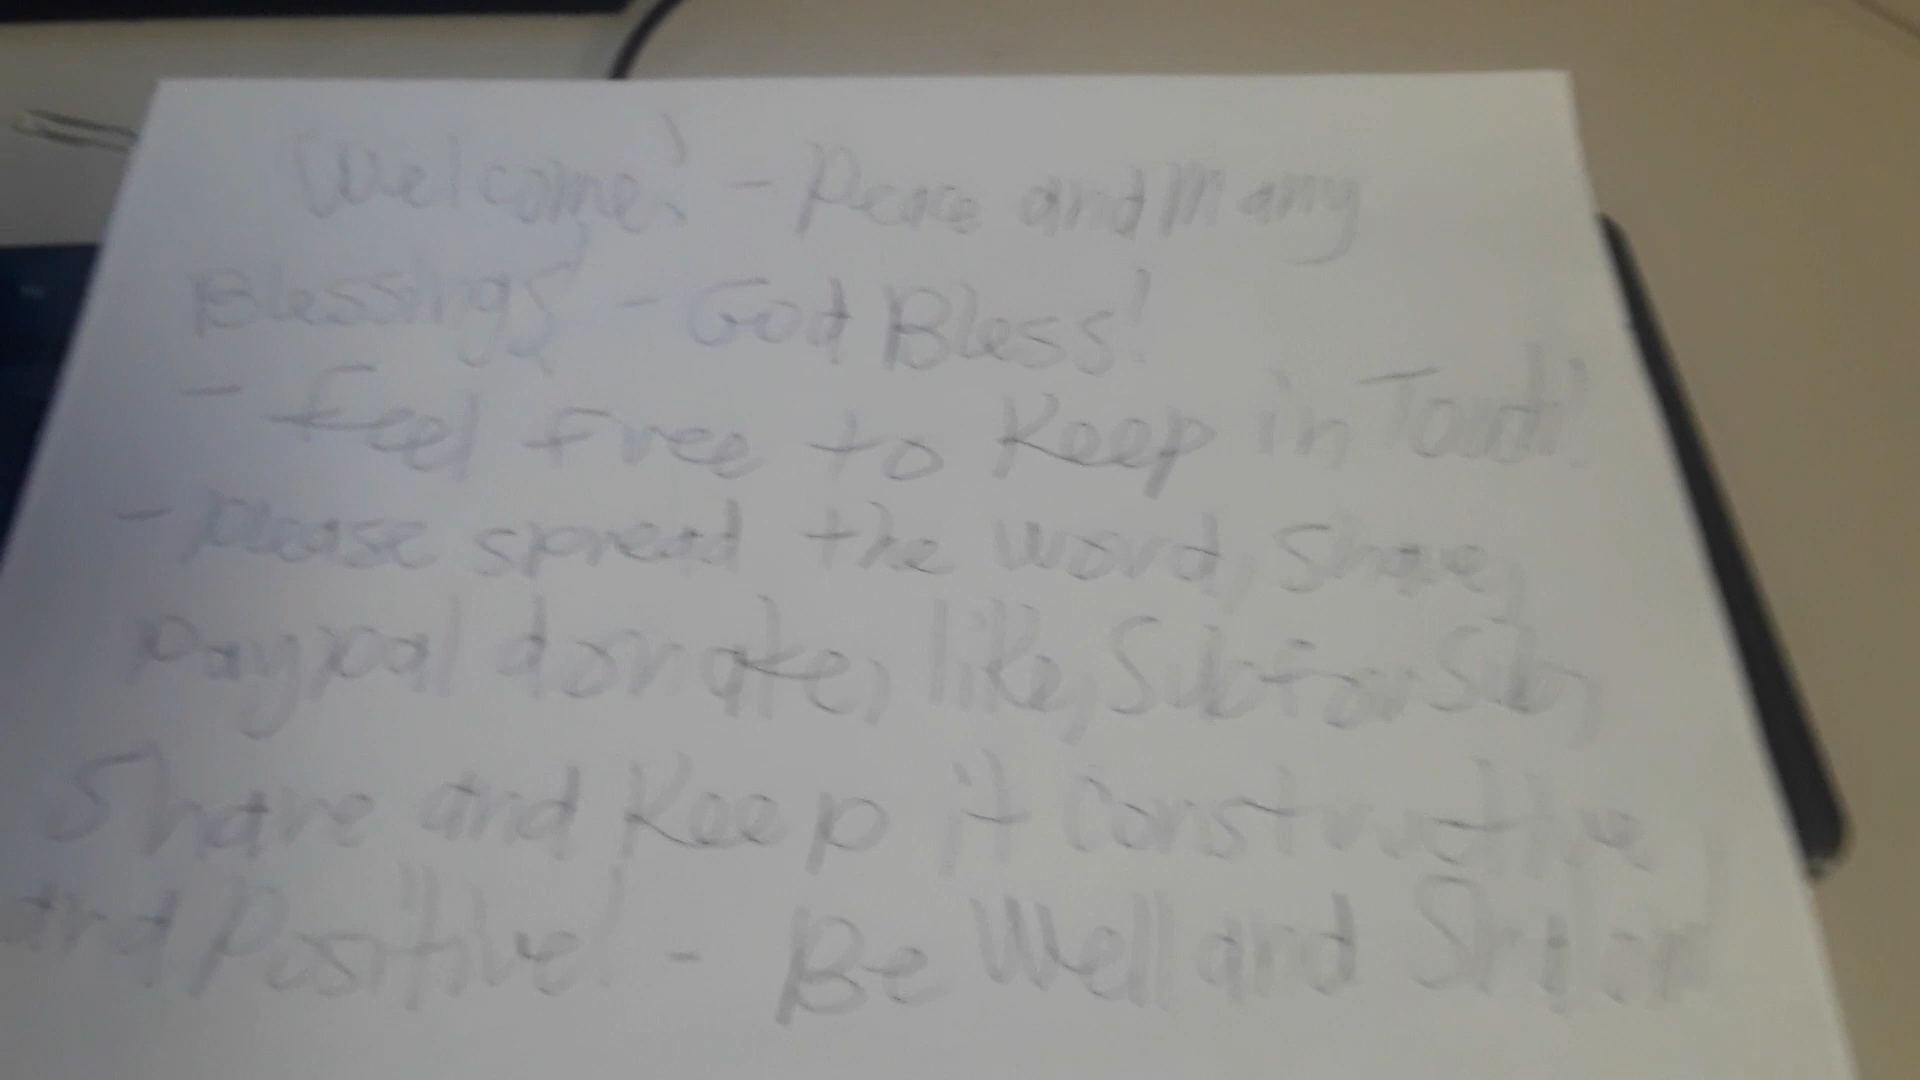 Welcome! - Peace and Many
Blessings - God Bless!
- Feel Free to Keep in Touch!
- please spread the word, Share,
paypal donate, like, Sub for Sub,
Share and Keep it Constructive
and Positive! - Be Well and Shalom!